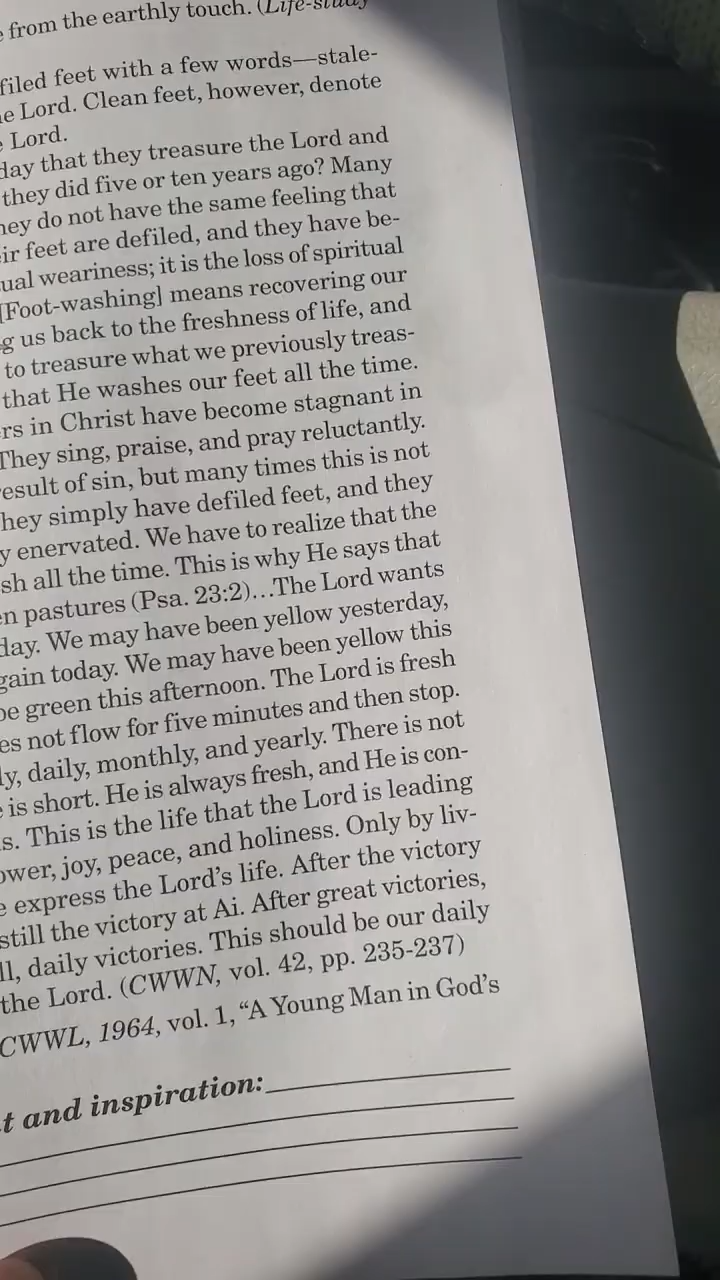 from the earthly touch. (Life-study
filed feet with a few words—stale-
Lord. Clean feet, however, denote
Lord.
day that they treasure the Lord and
they did five or ten years ago? Many
do not have the same feeling that
feet are defiled, and they have be-
weariness; it is the loss of spiritual
[Foot-washing] means recovering our
us back to the freshness of life, and
to treasure what we previously treas-
that He washes our feet all the time.
in Christ have become stagnant in
They sing, praise, and pray reluctantly.
result of sin, but many times this is not
They simply have defiled feet, and they
enervated. We have to realize that the
all the time. This is why He says that
pastures (Psa. 23:2)...The Lord wants
day. We may have been yellow yesterday,
again today. We may have been yellow this
be green this afternoon. The Lord is fresh
not flow for five minutes and then stop.
ly, daily, monthly, and yearly. There is not
is short. He is always fresh, and He is con-
s. This is the life that the Lord is leading
ower, joy, peace, and holiness. Only by liv-
express the Lord's life. After the victory
still the victory at Ai. After great victories,
ll, daily victories. This should be our daily
the Lord. (CWWN, vol. 42, pp. 235-237)
CWWL, 1964, vol. 1, “A Young Man in God's
t and inspiration: